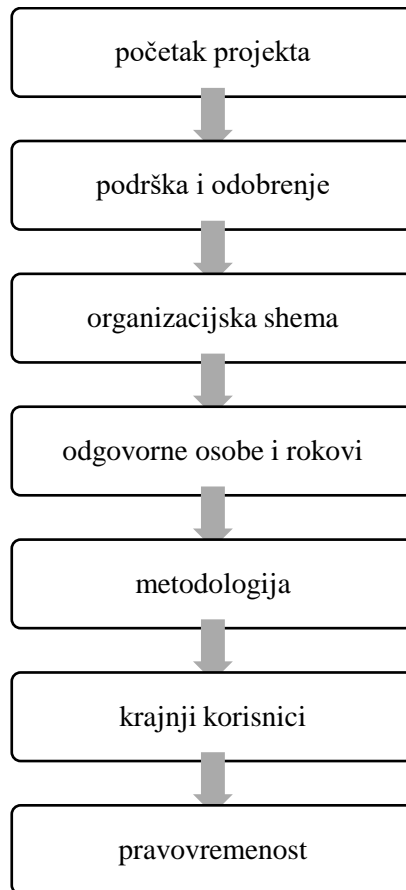 početak projekta
podrška i odobrenje
organizacijska shema
odgovorne osobe i rokovi
metodologija
krajnji korisnici
pravovremenost